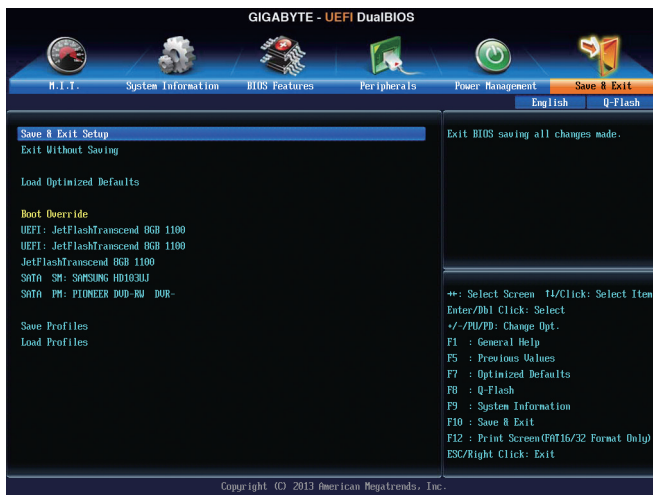 GIGABYTE - UEFI DualBIOS
M.I.T. System Information BIOS Features Peripherals Power Management Save & Exit
English Q-Flash
Save & Exit Setup
Exit Without Saving
Load Optimized Defaults
Boot Override
UEFI: JetFlashTranscend 8GB 1100
UEFI: JetFlashTranscend 8GB 1100
JetFlashTranscend 8GB 1100
SATA SM: SAMSUNG HD103UJ
SATA PM: PIONEER DVD-RW DVR-
Save Profiles
Load Profiles
Exit BIOS saving all changes made.
→←: Select Screen ↑↓/Click: Select Item
Enter/Dbl Click: Select
+/-/PU/PD: Change Opt.
F1 : General Help
F5 : Previous Values
F7 : Optimized Defaults
F8 : Q-Flash
F9 : System Information
F10 : Save & Exit
F12 : Print Screen(FAT16/32 Format Only)
ESC/Right Click: Exit
Copyright (C) 2013 American Megatrends, Inc.